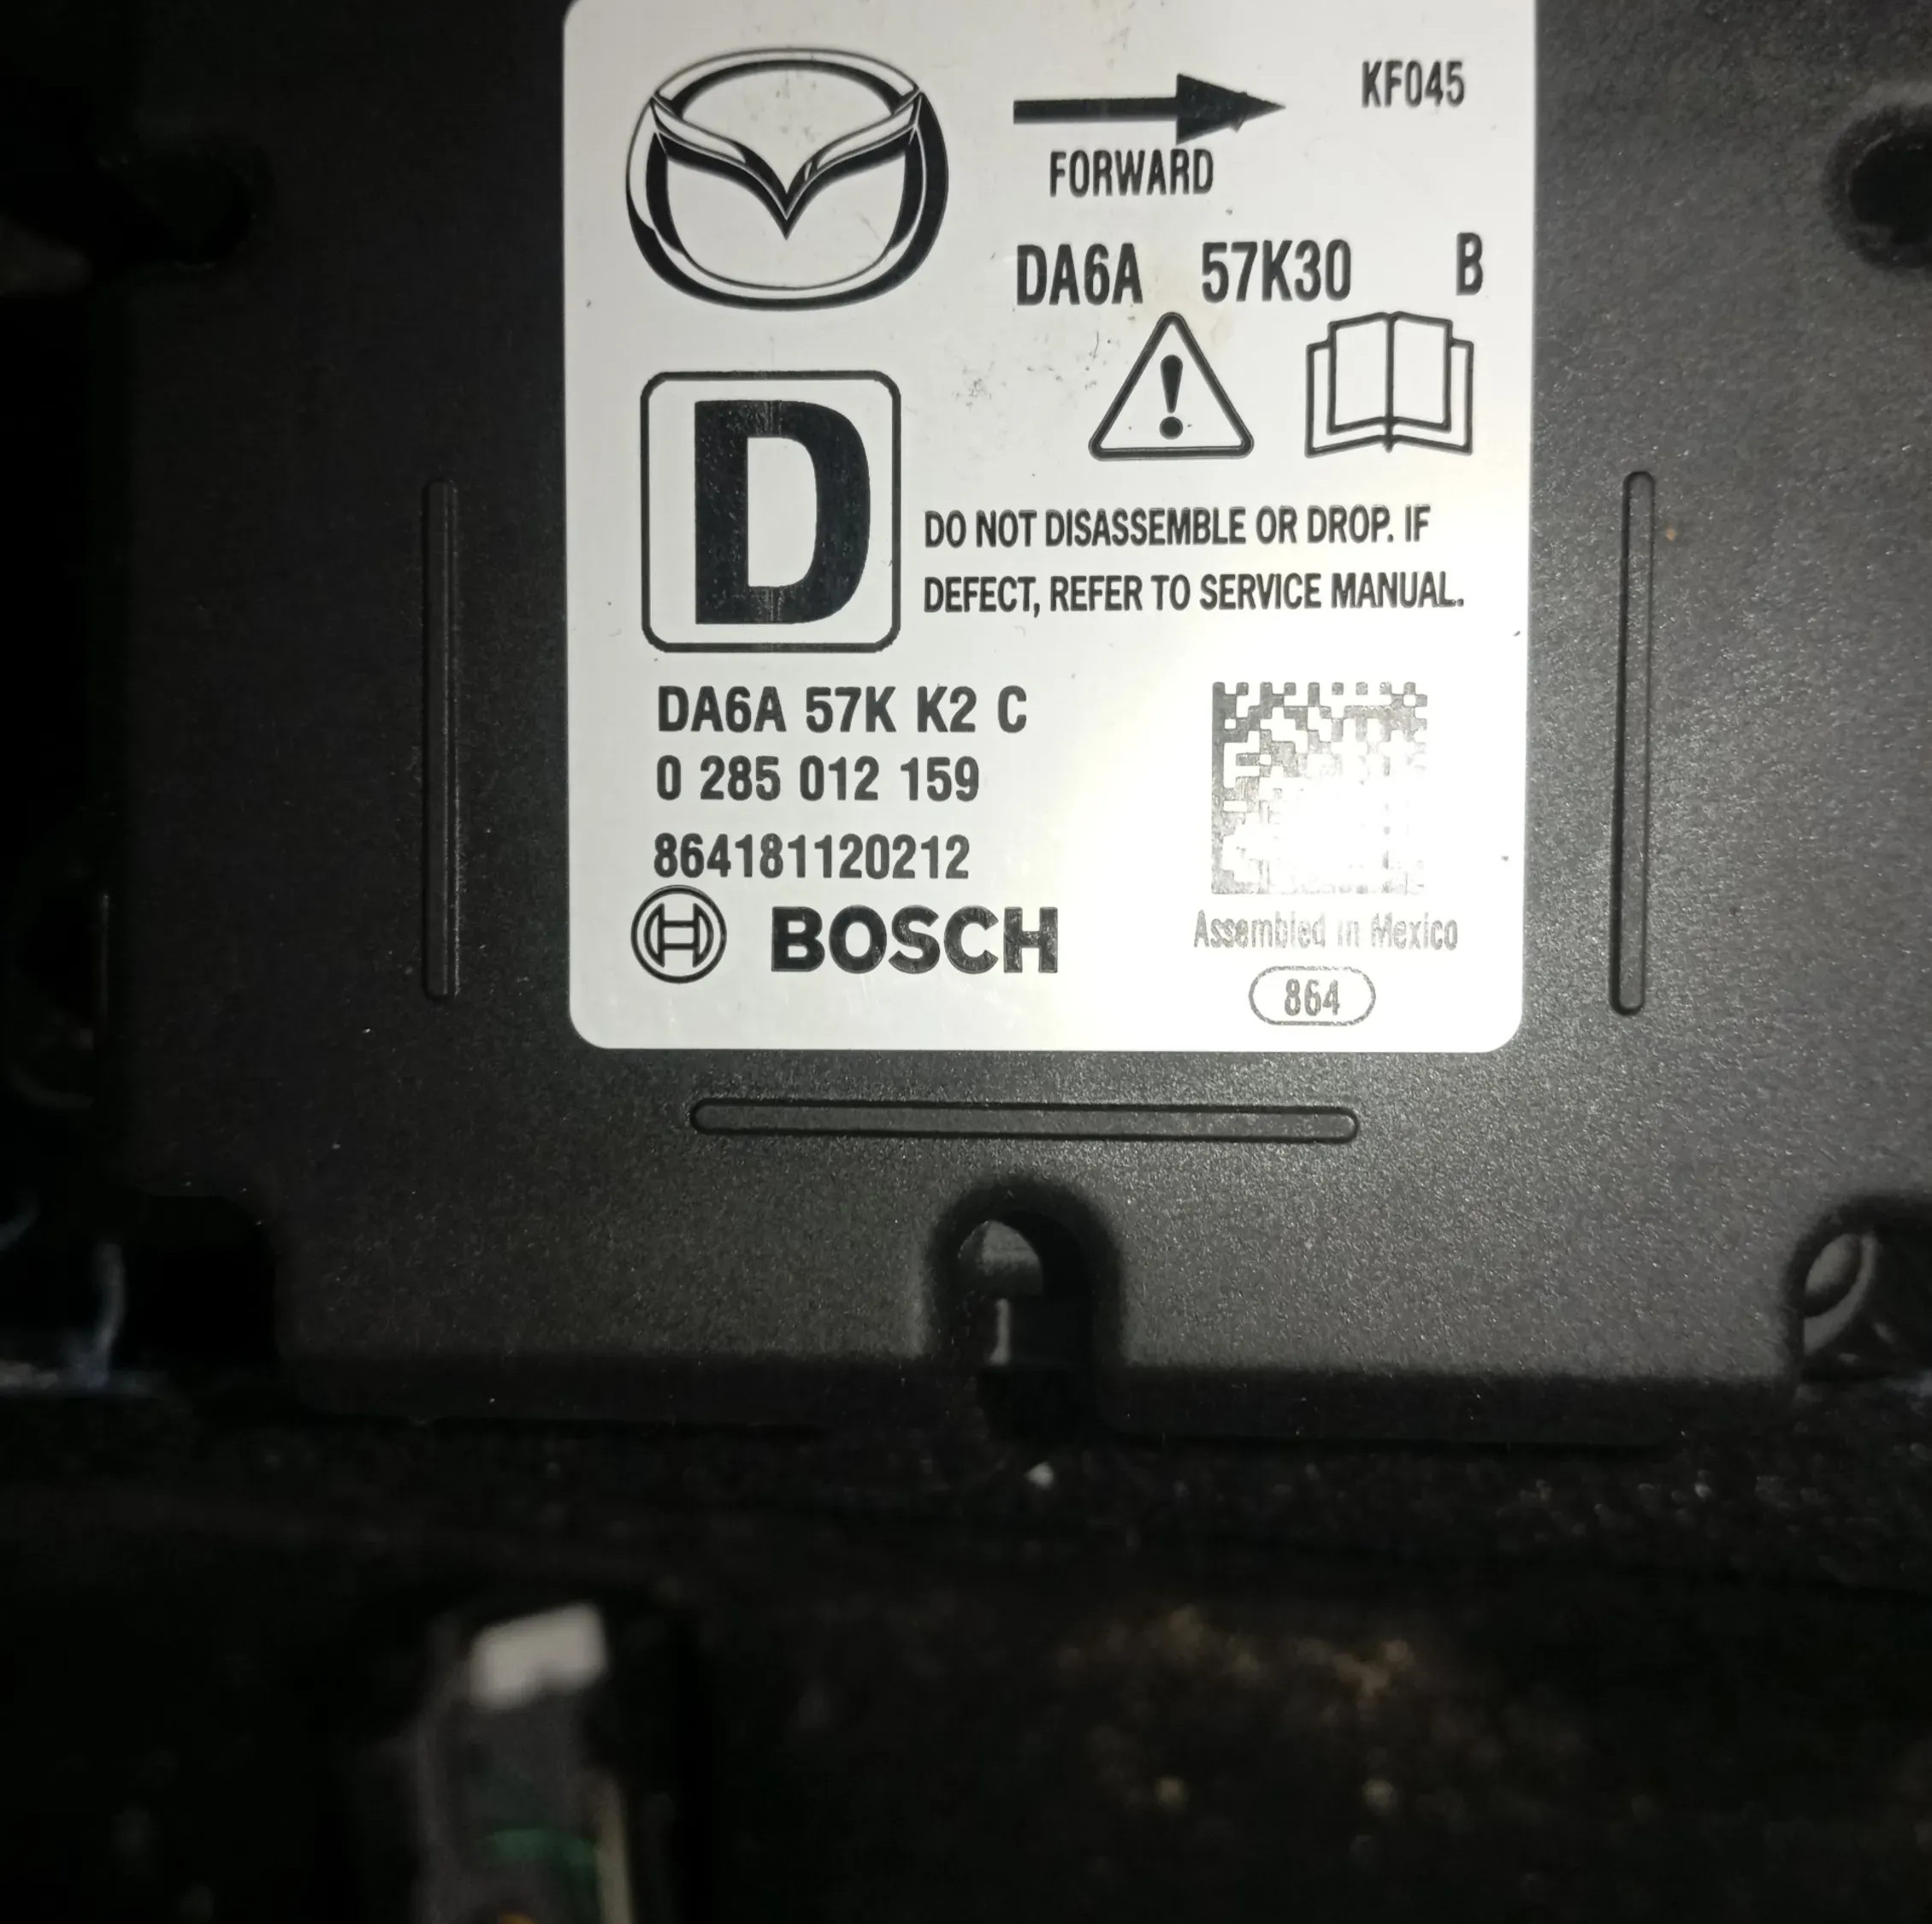 KF045
FORWARD
DA6A 57K30 B
D
DO NOT DISASSEMBLE OR DROP. IF
DEFECT, REFER TO SERVICE MANUAL.
DA6A 57K K2 C
0 285 012 159
864181120212
BOSCH
Assembled in Mexico
864